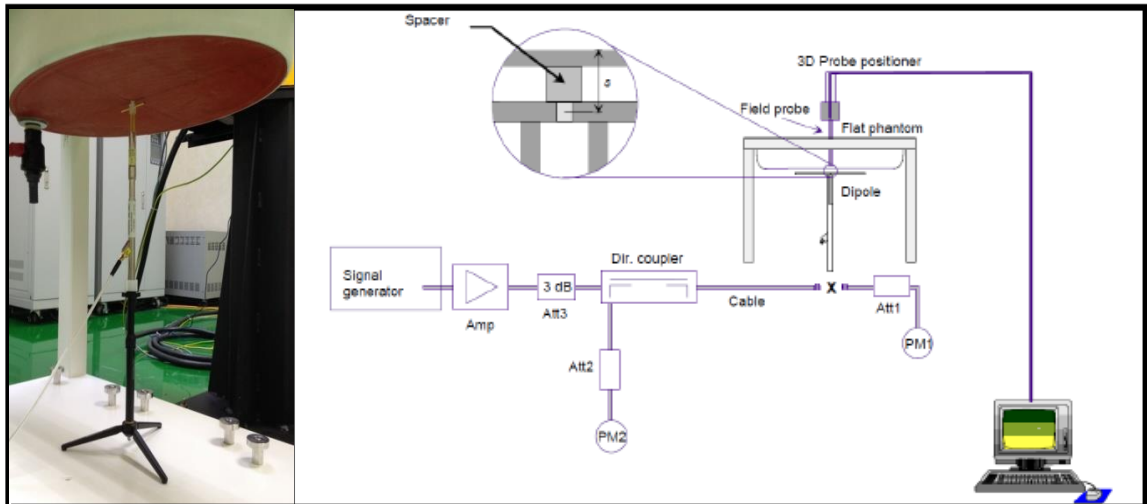 Spacer
s
3D Probe positioner
Field probe
Flat phantom
Dipole
Signal
generator
Amp
3 dB
Att3
Dir. coupler
Cable
X
Att1
PM1
Att2
PM2